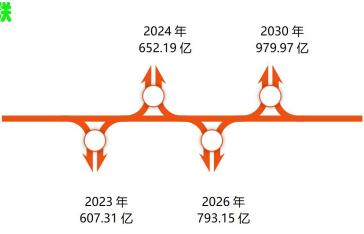 2024 年
652.19 亿
2030 年
979.97 亿
2023 年
607.31 亿
2026 年
793.15 亿